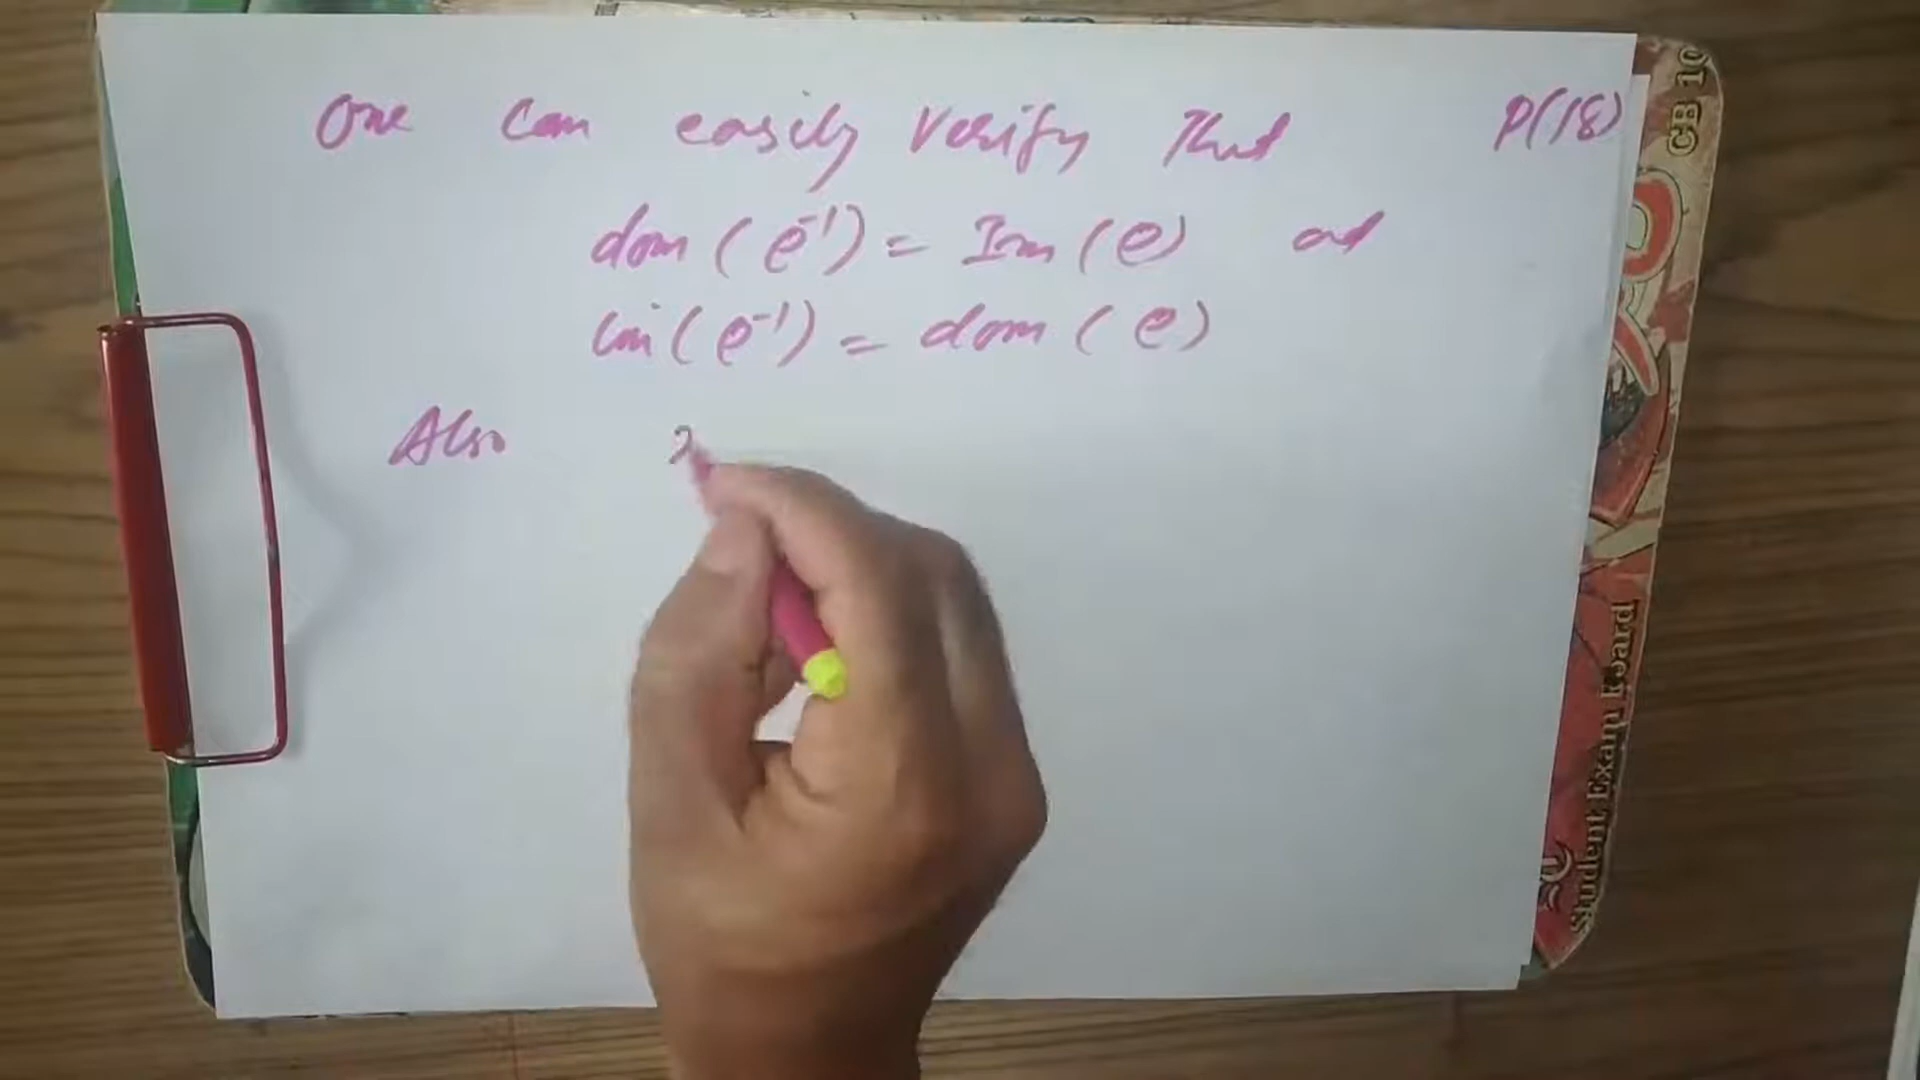 One can easily verify that P(18)
dom (ρ⁻¹) = Im (ρ) and
Im (ρ⁻¹) = dom (ρ)
Also
CB 10
Student Exam Board